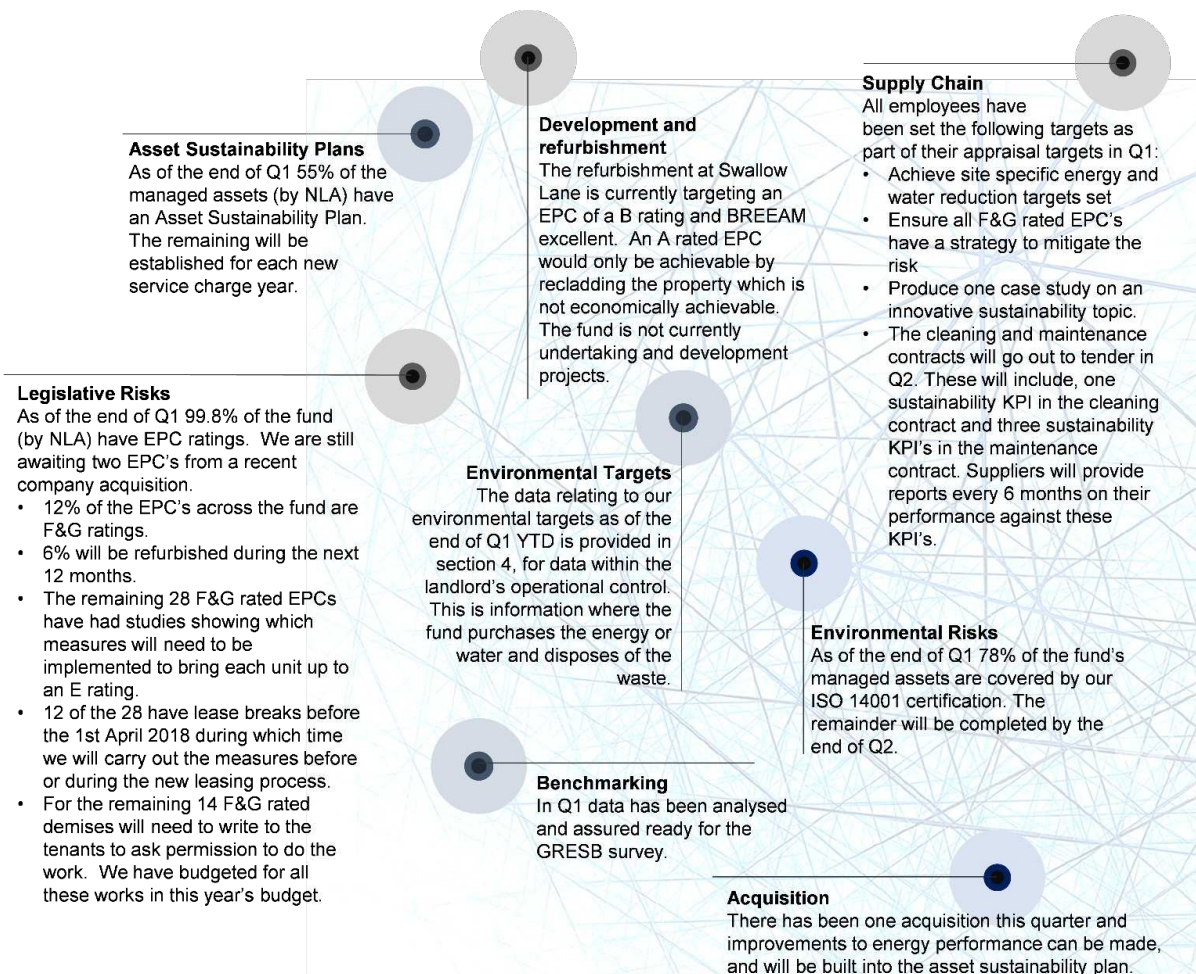 Asset Sustainability Plans
As of the end of Q1 55% of the
managed assets (by NLA) have
an Asset Sustainability Plan.
The remaining will be
established for each new
service charge year.
Development and
refurbishment
The refurbishment at Swallow
Lane is currently targeting an
EPC of a B rating and BREEAM
excellent. An A rated EPC
would only be achievable by
recladding the property which is
not economically achievable.
The fund is not currently
undertaking and development
projects.
Supply Chain
All employees have
been set the following targets as
part of their appraisal targets in Q1:
• Achieve site specific energy and
water reduction targets set
• Ensure all F&G rated EPC's
have a strategy to mitigate the
risk
• Produce one case study on an
innovative sustainability topic.
• The cleaning and maintenance
contracts will go out to tender in
Q2. These will include, one
sustainability KPI in the cleaning
contract and three sustainability
KPI's in the maintenance
contract. Suppliers will provide
reports every 6 months on their
performance against these
KPI's.
Legislative Risks
As of the end of Q1 99.8% of the fund
(by NLA) have EPC ratings. We are still
awaiting two EPC's from a recent
company acquisition.
• 12% of the EPC's across the fund are
F&G ratings.
• 6% will be refurbished during the next
12 months.
• The remaining 28 F&G rated EPCs
have had studies showing which
measures will need to be
implemented to bring each unit up to
an E rating.
• 12 of the 28 have lease breaks before
the 1st April 2018 during which time
we will carry out the measures before
or during the new leasing process.
• For the remaining 14 F&G rated
demises will need to write to the
tenants to ask permission to do the
work. We have budgeted for all
these works in this year's budget.
Environmental Targets
The data relating to our
environmental targets as of the
end of Q1 YTD is provided in
section 4, for data within the
landlord's operational control.
This is information where the
fund purchases the energy or
water and disposes of the
waste.
Environmental Risks
As of the end of Q1 78% of the fund's
managed assets are covered by our
ISO 14001 certification. The
remainder will be completed by the
end of Q2.
Benchmarking
In Q1 data has been analysed
and assured ready for the
GRESB survey.
Acquisition
There has been one acquisition this quarter and
improvements to energy performance can be made,
and will be built into the asset sustainability plan.